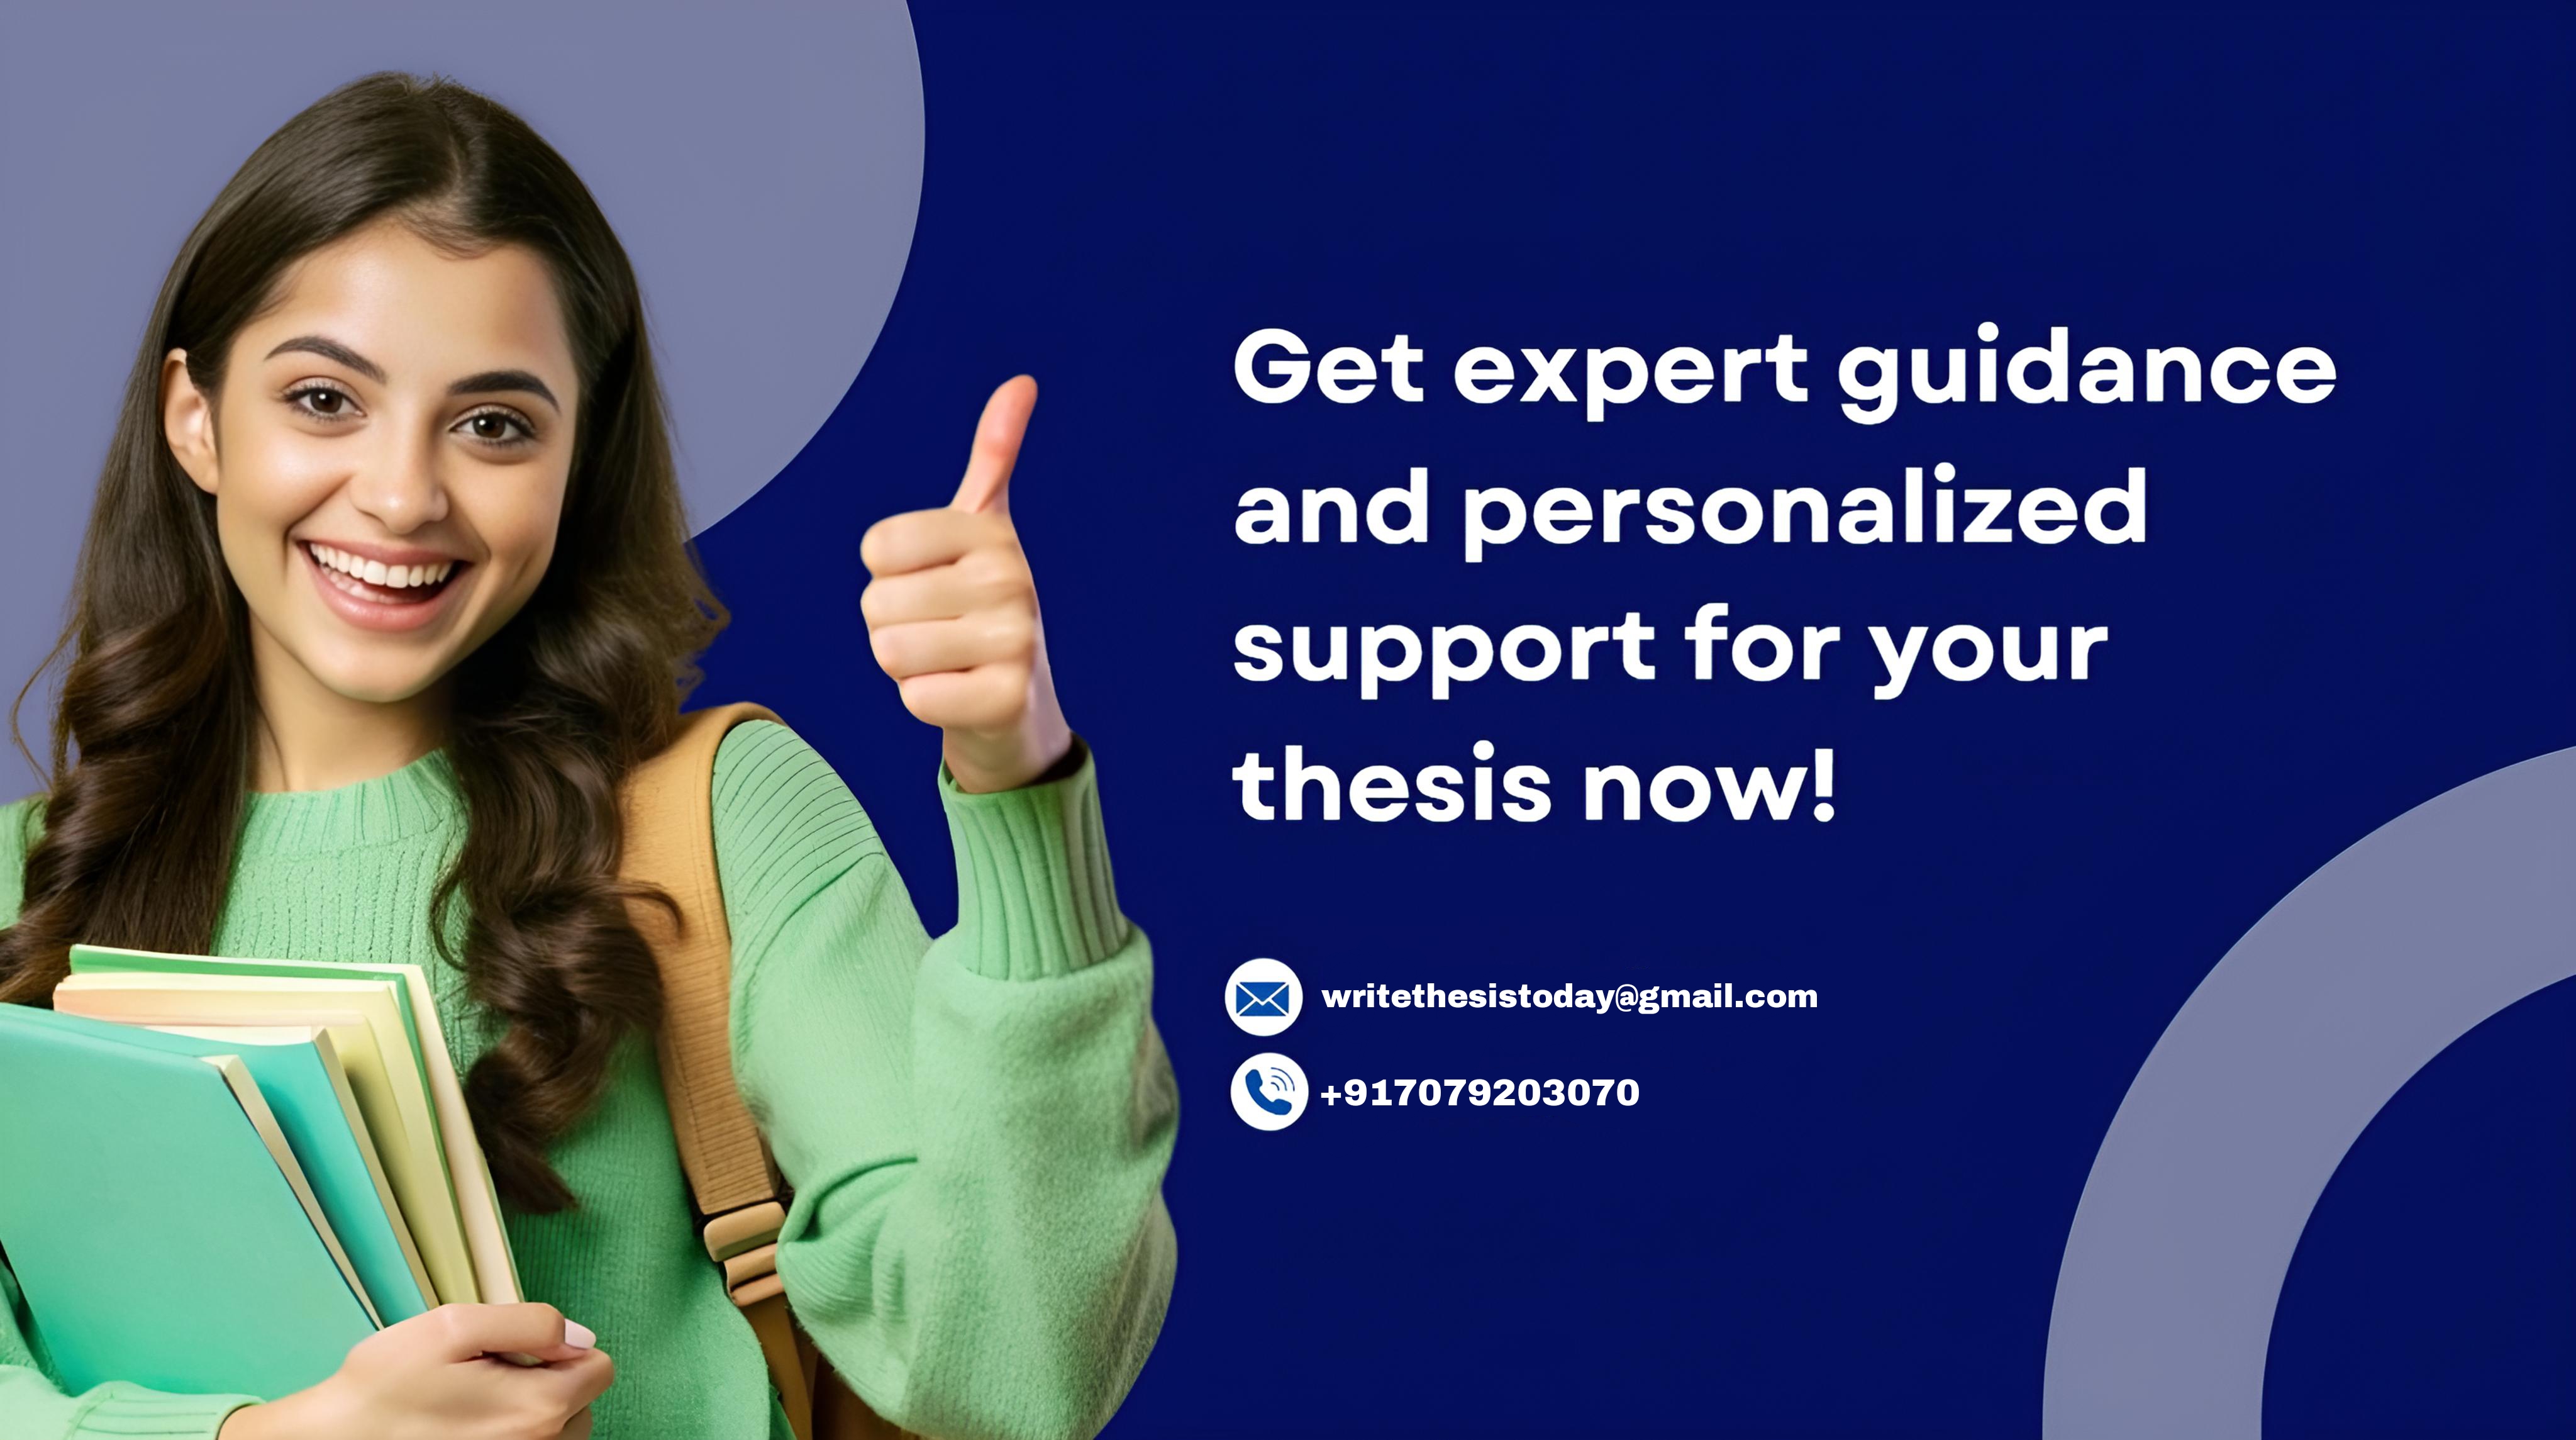 Get expert guidance
and personalized
support for your
thesis now!
writethesistoday@gmail.com
+917079203070